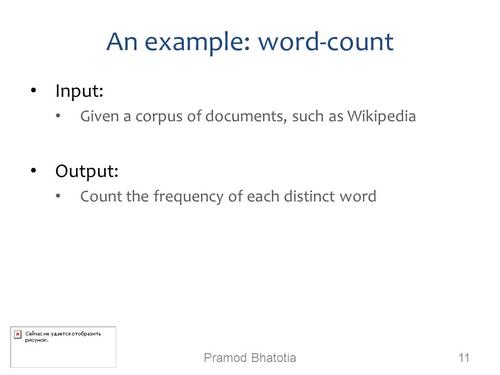 An example: word-count
• Input:
• Given a corpus of documents, such as Wikipedia
• Output:
• Count the frequency of each distinct word
Сейчас не удается отобразить
рисунок.
Pramod Bhatotia
11